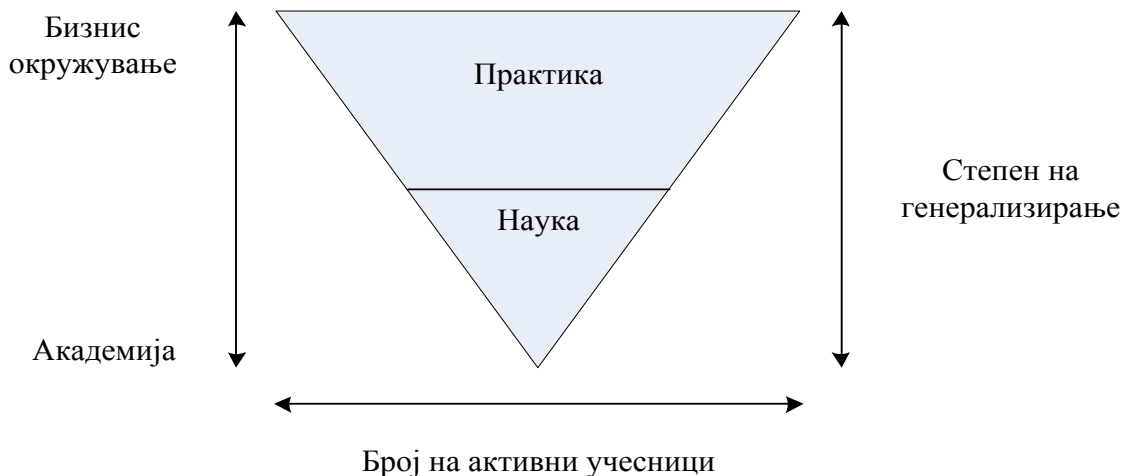 Бизнис
окружување
Практика
Степен на
генерализирање
Наука
Академија
Број на активни учесници